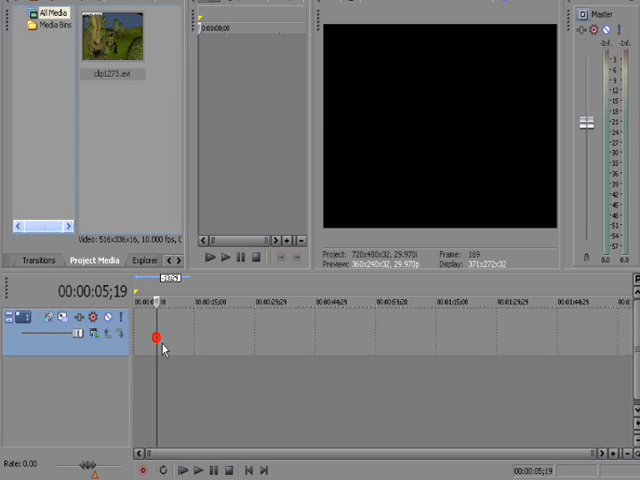 All Media
Media Bins
clip1273.avi
Video: 516x336x16, 10.000 fps, 0
Transitions
Project Media
Explorer
0:00:00:00
Project: 720x480x32, 29.970i
Preview: 360x240x32, 29.970p
Frame: 169
Display: 371x272x32
Master
-Inf.
-Inf.
3
6
9
12
15
18
21
24
27
30
33
36
39
42
45
48
51
54
57
0.0
0.0
00:00:05;19
00:00:15;00
00:00:29;29
00:00:44;29
00:00:59;28
00:01:15;00
00:01:29;29
00:01:44;29
00:0
Rate: 0.00
00:00:05;19